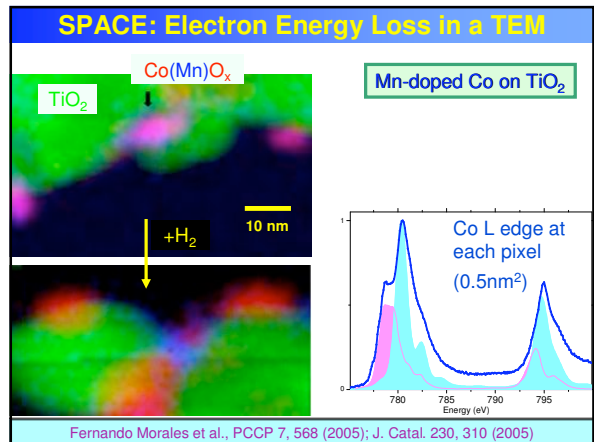 SPACE: Electron Energy Loss in a TEM
Co(Mn)Oₓ
TiO₂
10 nm
+H₂
Mn-doped Co on TiO₂
Co L edge at
each pixel
(0.5nm²)
1
0
780
785
790
795
Energy (eV)
Fernando Morales et al., PCCP 7, 568 (2005); J. Catal. 230, 310 (2005)